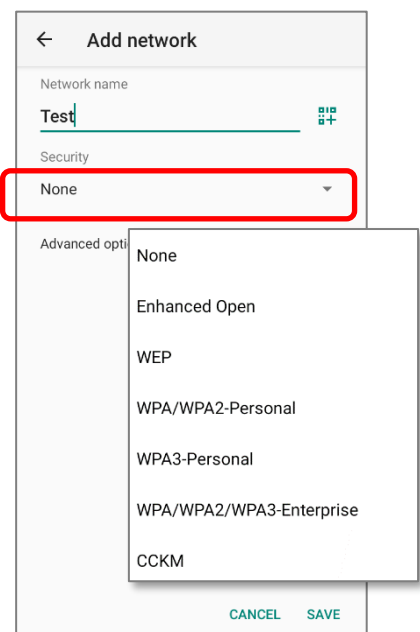 Add network
Network name
Test
Security
None
Advanced opti
None
Enhanced Open
WEP
WPA/WPA2-Personal
WPA3-Personal
WPA/WPA2/WPA3-Enterprise
CCKM
CANCEL SAVE